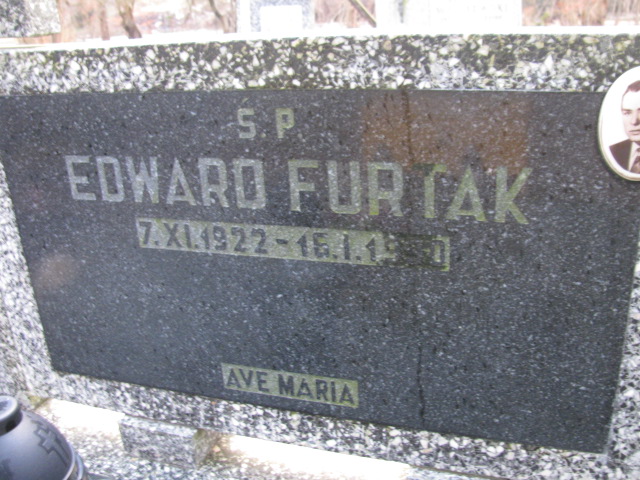 S P
EDWARD FURTAK
7.XI.1922 -
AVE MARIA